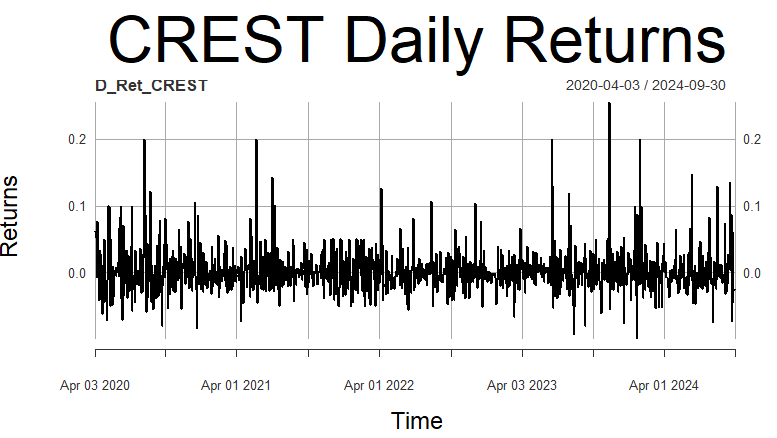 CREST Daily Returns
D_Ret_CREST 2020-04-03 / 2024-09-30
0.2 0.2
0.1 0.1
0.0 0.0
Returns
Apr 03 2020 Apr 01 2021 Apr 01 2022 Apr 03 2023 Apr 01 2024
Time